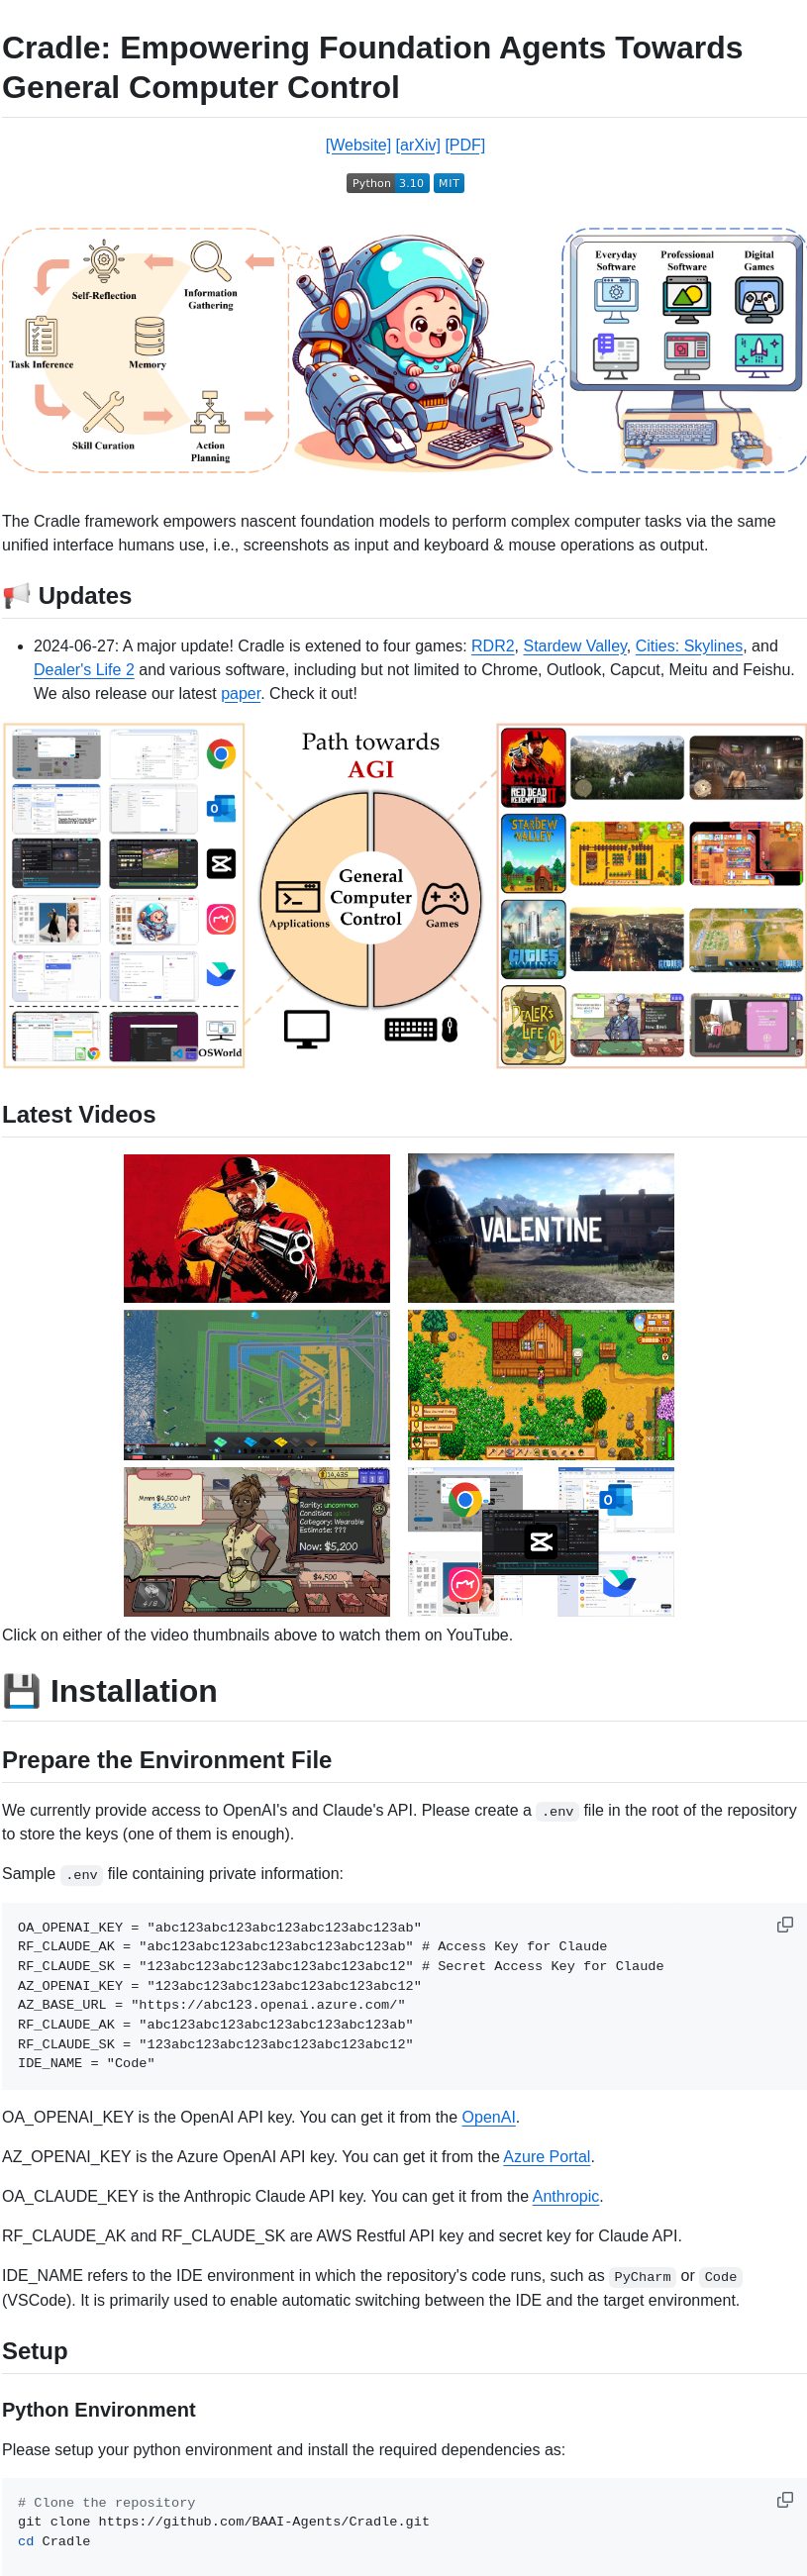 Cradle: Empowering Foundation Agents Towards
General Computer Control
[Website] [arXiv] [PDF]
Python 3.10 MIT
Self-Reflection
Information
Gathering
Task Inference
Memory
Skill Curation
Action
Planning
Everyday
Software
Professional
Software
Digital
Games
The Cradle framework empowers nascent foundation models to perform complex computer tasks via the same
unified interface humans use, i.e., screenshots as input and keyboard & mouse operations as output.
Updates
2024-06-27: A major update! Cradle is extened to four games: RDR2, Stardew Valley, Cities: Skylines, and
Dealer's Life 2 and various software, including but not limited to Chrome, Outlook, Capcut, Meitu and Feishu.
We also release our latest paper. Check it out!
Path towards
AGI
General
Computer
Control
Applications
Games
OSWorld
RED DEAD
REDEMPTION
STARDEW
VALLEY
CITIES
SKYLINES
DEALER'S
LIFE
2
Latest Videos
VALENTINE
Seller
Mmm $4,500 uh?
$5,200.
Rarity: uncommon
Condition: good
Category: Wearable
Estimate: ???
Now: $5,200
$4,500
Click on either of the video thumbnails above to watch them on YouTube.
Installation
Prepare the Environment File
We currently provide access to OpenAI's and Claude's API. Please create a .env file in the root of the repository
to store the keys (one of them is enough).
Sample .env file containing private information:
OA_OPENAI_KEY = "abc123abc123abc123abc123abc123ab"
RF_CLAUDE_AK = "abc123abc123abc123abc123abc123ab" # Access Key for Claude
RF_CLAUDE_SK = "123abc123abc123abc123abc123abc12" # Secret Access Key for Claude
AZ_OPENAI_KEY = "123abc123abc123abc123abc123abc12"
AZ_BASE_URL = "https://abc123.openai.azure.com/"
RF_CLAUDE_AK = "abc123abc123abc123abc123abc123ab"
RF_CLAUDE_SK = "123abc123abc123abc123abc123abc12"
IDE_NAME = "Code"
OA_OPENAI_KEY is the OpenAI API key. You can get it from the OpenAI.
AZ_OPENAI_KEY is the Azure OpenAI API key. You can get it from the Azure Portal.
OA_CLAUDE_KEY is the Anthropic Claude API key. You can get it from the Anthropic.
RF_CLAUDE_AK and RF_CLAUDE_SK are AWS Restful API key and secret key for Claude API.
IDE_NAME refers to the IDE environment in which the repository's code runs, such as PyCharm or Code
(VSCode). It is primarily used to enable automatic switching between the IDE and the target environment.
Setup
Python Environment
Please setup your python environment and install the required dependencies as:
# Clone the repository
git clone https://github.com/BAAI-Agents/Cradle.git
cd Cradle